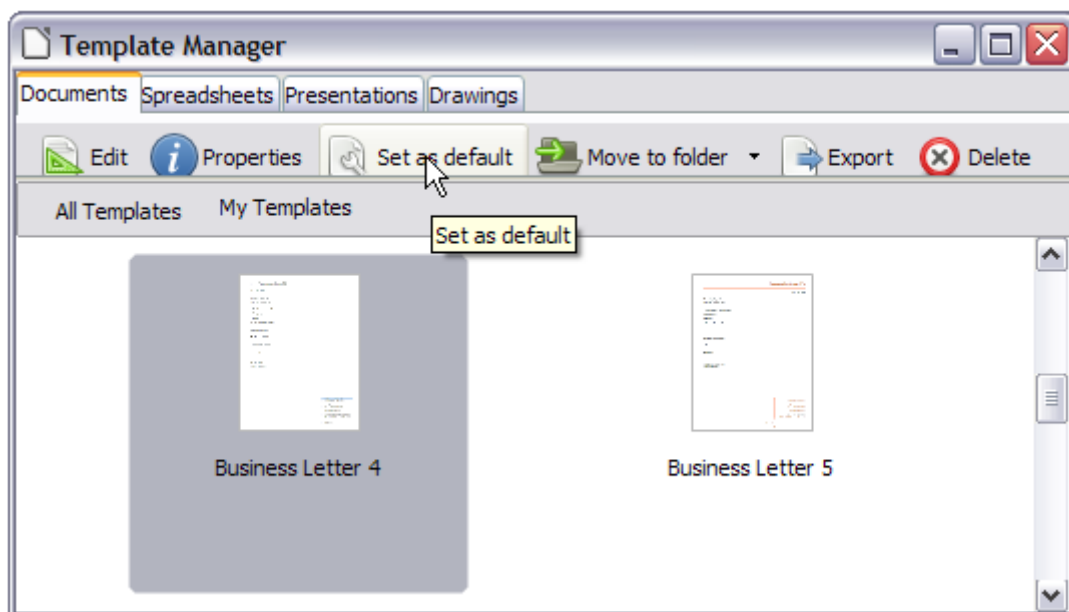 Template Manager
Documents Spreadsheets Presentations Drawings
Edit Properties Set as default Move to folder Export Delete
All Templates My Templates
Set as default
Business Letter 4 Business Letter 5